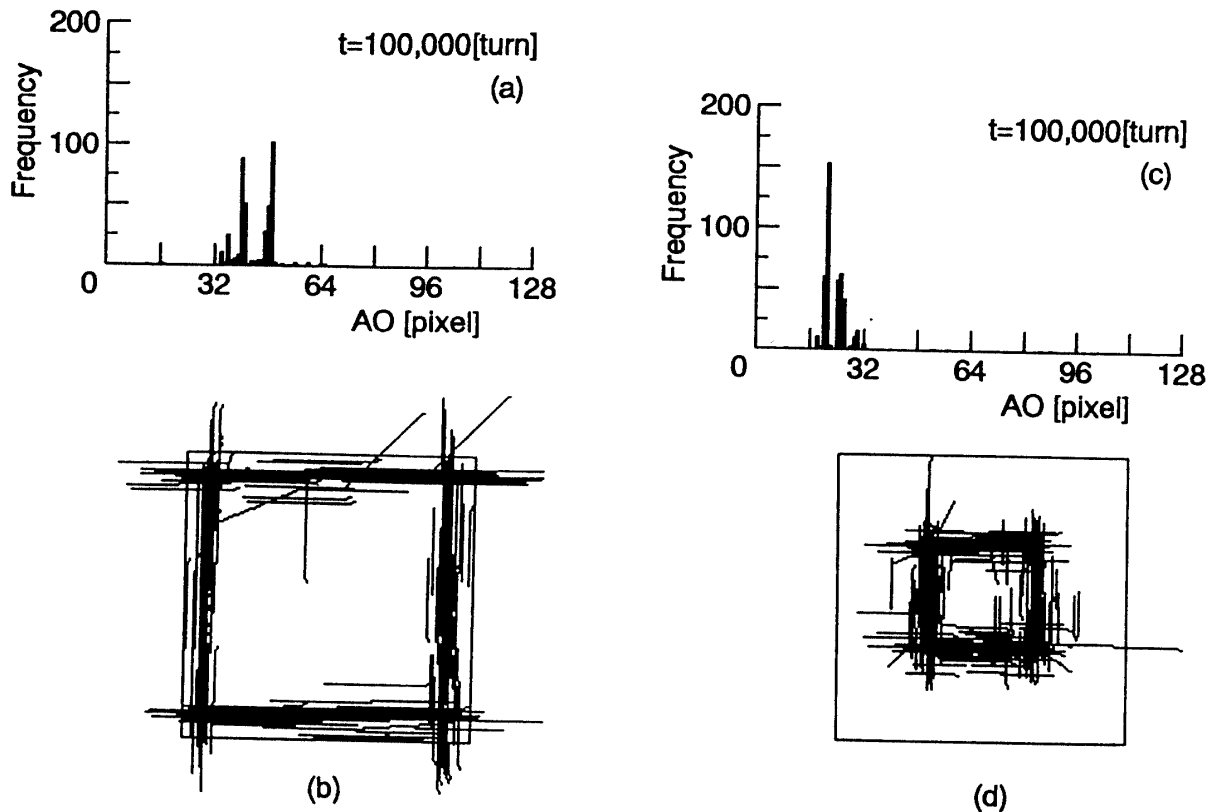 200
t=100,000[turn]
(a)
Frequency
100
0
32
64
96
128
AO [pixel]
(b)
200
t=100,000[turn]
(c)
Frequency
100
0
32
64
96
128
AO [pixel]
(d)